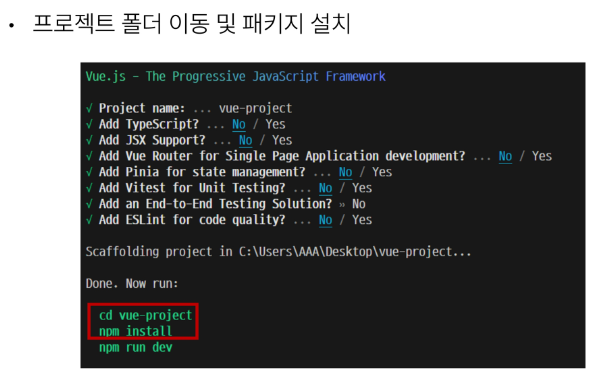 • 프로젝트 폴더 이동 및 패키지 설치
Vue.js - The Progressive JavaScript Framework
√ Project name: ... vue-project
√ Add TypeScript? ... No / Yes
√ Add JSX Support? ... No / Yes
√ Add Vue Router for Single Page Application development? ... No / Yes
√ Add Pinia for state management? ... No / Yes
√ Add Vitest for Unit Testing? ... No / Yes
√ Add an End-to-End Testing Solution? » No
√ Add ESLint for code quality? ... No / Yes
Scaffolding project in C:\Users\AAA\Desktop\vue-project...
Done. Now run:
cd vue-project
npm install
npm run dev